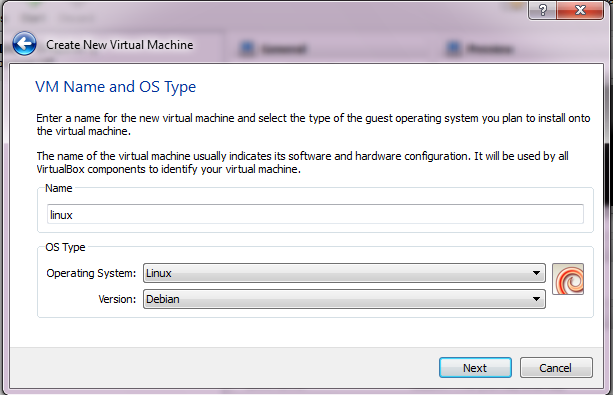 Create New Virtual Machine
General
Preview
VM Name and OS Type
Enter a name for the new virtual machine and select the type of the guest operating system you plan to install onto
the virtual machine.
The name of the virtual machine usually indicates its software and hardware configuration. It will be used by all
VirtualBox components to identify your virtual machine.
Name
linux
OS Type
Operating System: Linux
Version: Debian
Next Cancel